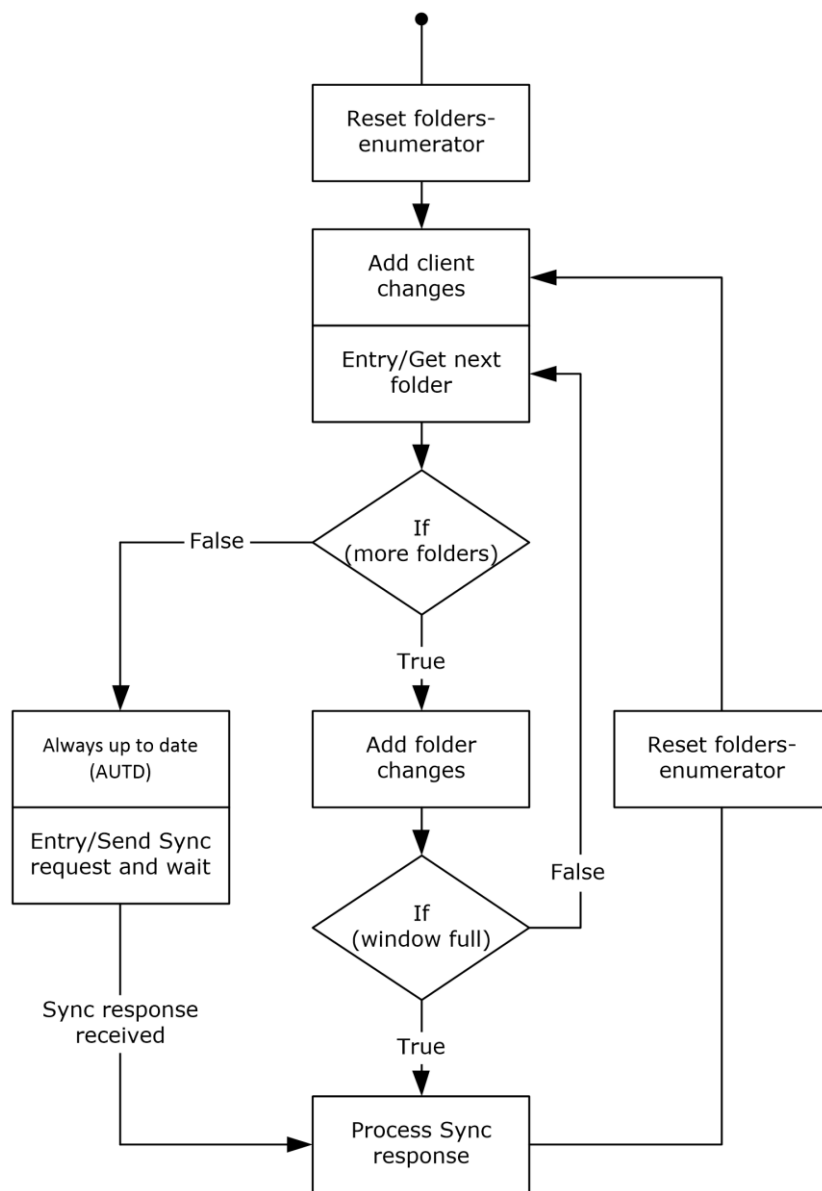 Reset folders-
enumerator
Add client
changes
Entry/Get next
folder
If
(more folders)
False
True
Always up to date
(AUTD)
Entry/Send Sync
request and wait
Add folder
changes
Reset folders-
enumerator
If
(window full)
False
Sync response
received
True
Process Sync
response